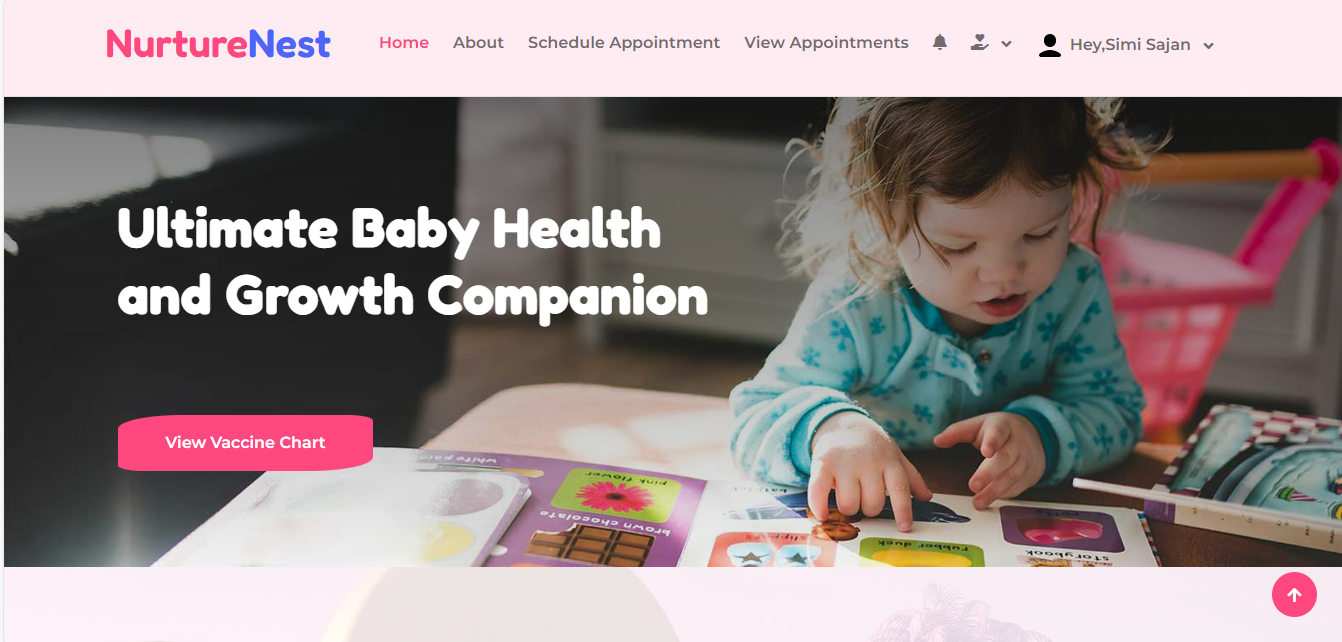 NurtureNest
Home About Schedule Appointment View Appointments Hey,Simi Sajan
Ultimate Baby Health
and Growth Companion
View Vaccine Chart
white paint
pink flower
brown chocolate
slippers
rubber duck
storybook